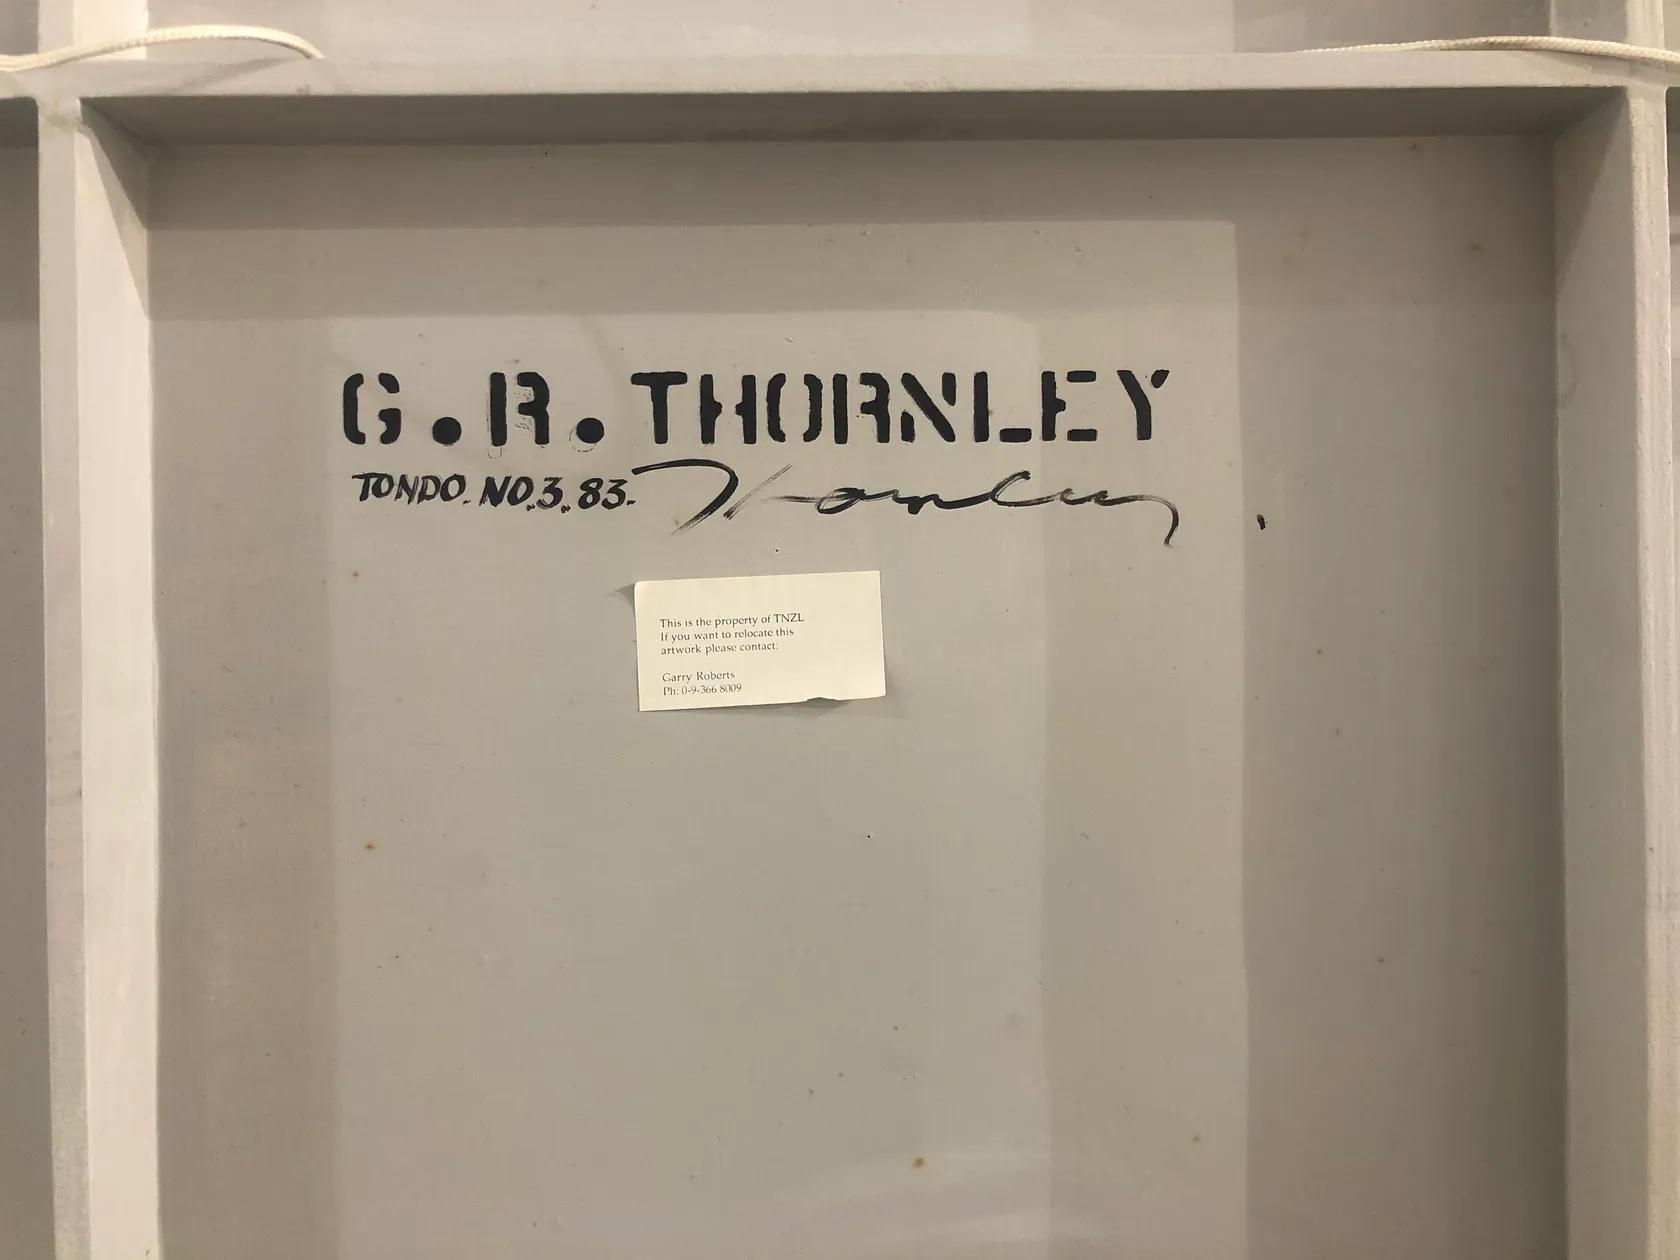 G.R.THORNLEY
TONDO. NO.3.83. Thornley
This is the property of TNZL
If you want to relocate this
artwork please contact:
Garry Roberts
Ph: 0-9-366 8009